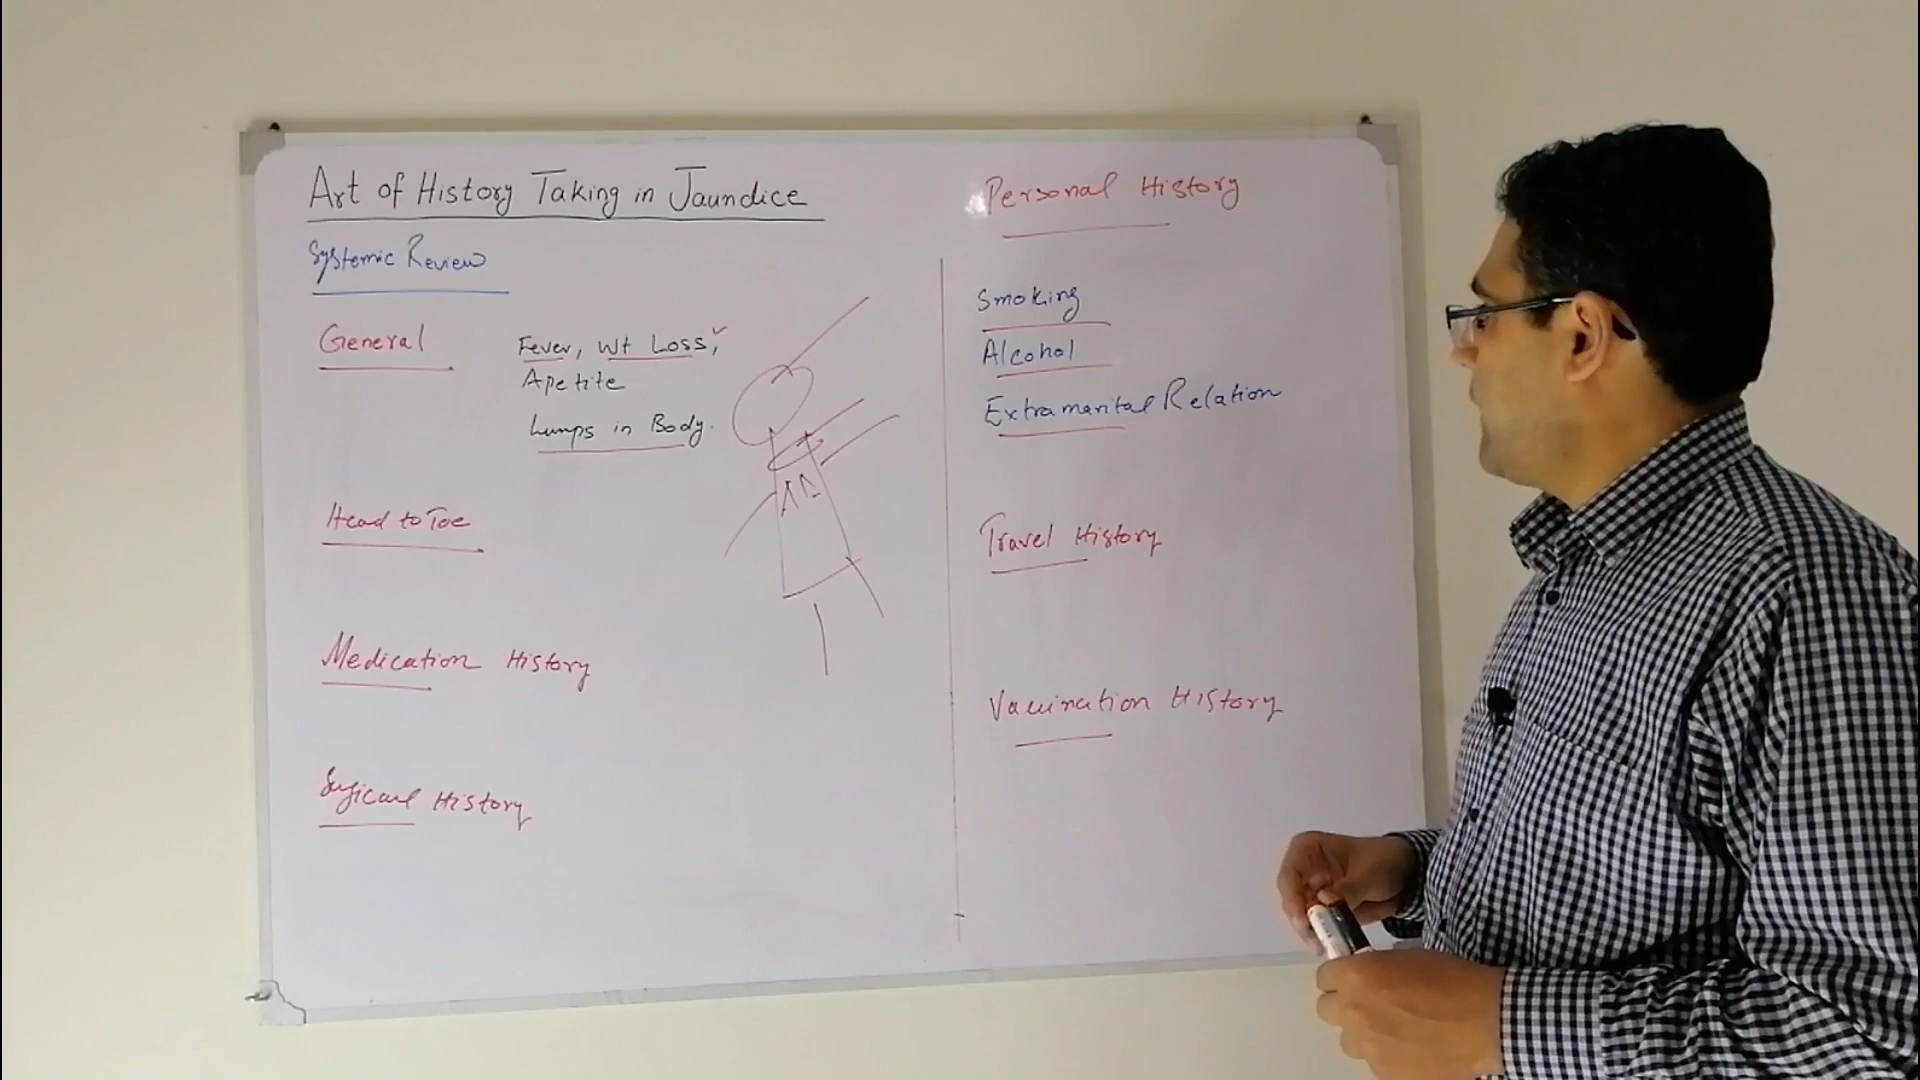 Art of History Taking in Jaundice
Systemic Review
General
Fever, Wt Loss,
Apetite
Lumps in Body.
Head to Toe
Medication History
Surgical History
Personal History
Smoking
Alcohol
Extramarital Relation
Travel History
Vaccination History